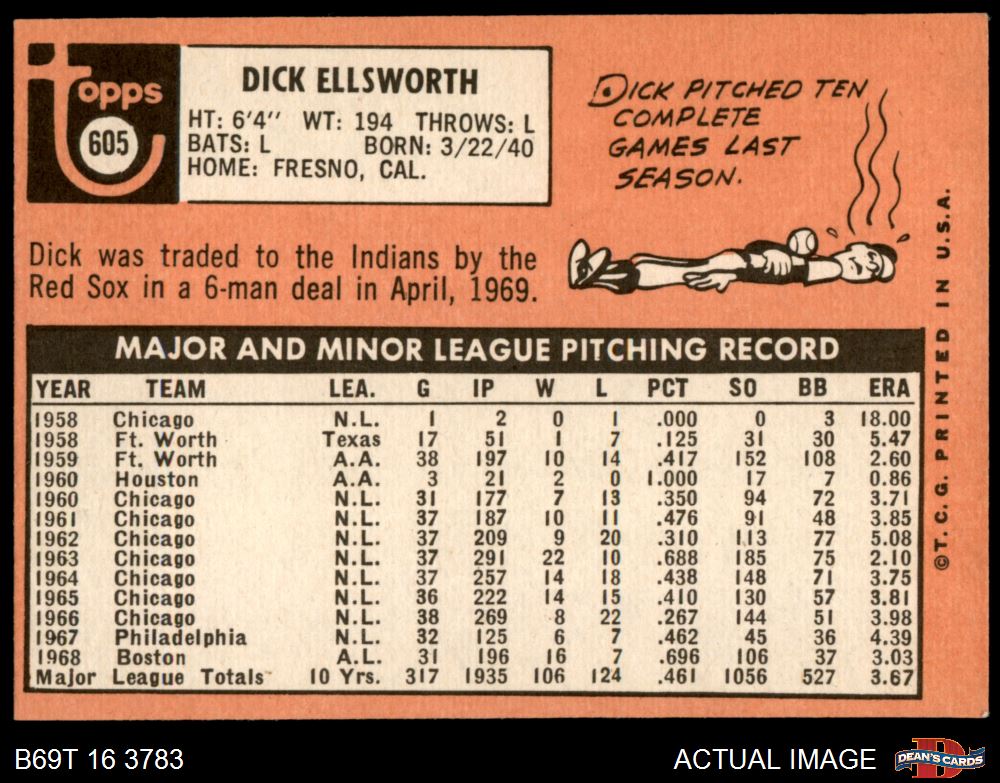 Topps
605
DICK ELLSWORTH
HT: 6'4" WT: 194 THROWS: L
BATS: L BORN: 3/22/40
HOME: FRESNO, CAL.
DICK PITCHED TEN
COMPLETE
GAMES LAST
SEASON.
Dick was traded to the Indians by the
Red Sox in a 6-man deal in April, 1969.
MAJOR AND MINOR LEAGUE PITCHING RECORD
YEAR TEAM LEA. G IP W L PCT SO BB ERA
1958 Chicago N.L. 1 2 0 1 .000 0 3 18.00
1958 Ft. Worth Texas 17 51 1 7 .125 31 30 5.47
1959 Ft. Worth A.A. 38 197 10 14 .417 152 108 2.60
1960 Houston A.A. 3 21 2 0 1.000 17 7 0.86
1960 Chicago N.L. 31 177 7 13 .350 94 72 3.71
1961 Chicago N.L. 37 187 10 11 .476 91 48 3.85
1962 Chicago N.L. 37 209 9 20 .310 113 77 5.08
1963 Chicago N.L. 37 291 22 10 .688 185 75 2.10
1964 Chicago N.L. 37 257 14 18 .438 148 71 3.75
1965 Chicago N.L. 36 222 14 15 .410 130 57 3.81
1966 Chicago N.L. 38 269 8 22 .267 144 51 3.98
1967 Philadelphia N.L. 32 125 6 7 .462 45 36 4.39
1968 Boston A.L. 31 196 16 7 .696 106 37 3.03
Major League Totals 10 Yrs. 317 1935 106 124 .461 1056 527 3.67
©T.C.G. PRINTED IN U.S.A.
B69T 16 3783
ACTUAL IMAGE
DEAN'S CARDS